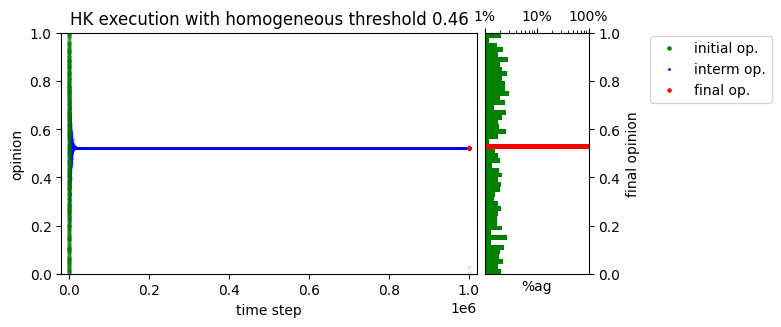 HK execution with homogeneous threshold 0.46
1% 10% 100%
1.0 1.0
0.8 0.8
0.6 0.6
0.4 0.4
0.2 0.2
0.0 0.0
opinion
final opinion
0.0 0.2 0.4 0.6 0.8 1.0
1e6
time step
%ag
initial op.
interm op.
final op.